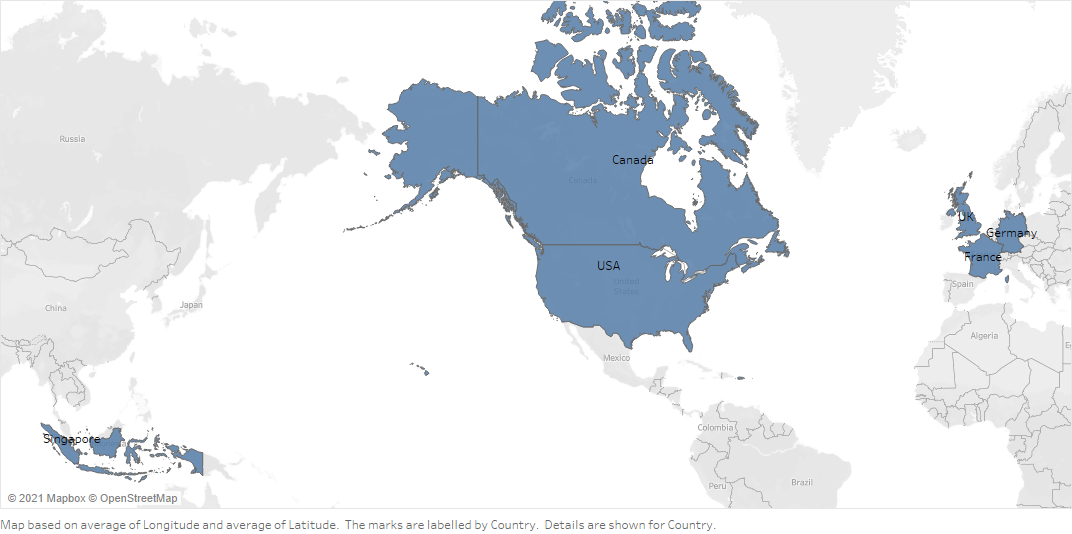 Russia
Canada
Canada
UK
Germany
USA
France
United
States
Spain
China
Japan
Algeria
Mexico
Colombia
Singapore
Peru
Brazil
© 2021 Mapbox © OpenStreetMap
Map based on average of Longitude and average of Latitude. The marks are labelled by Country. Details are shown for Country.